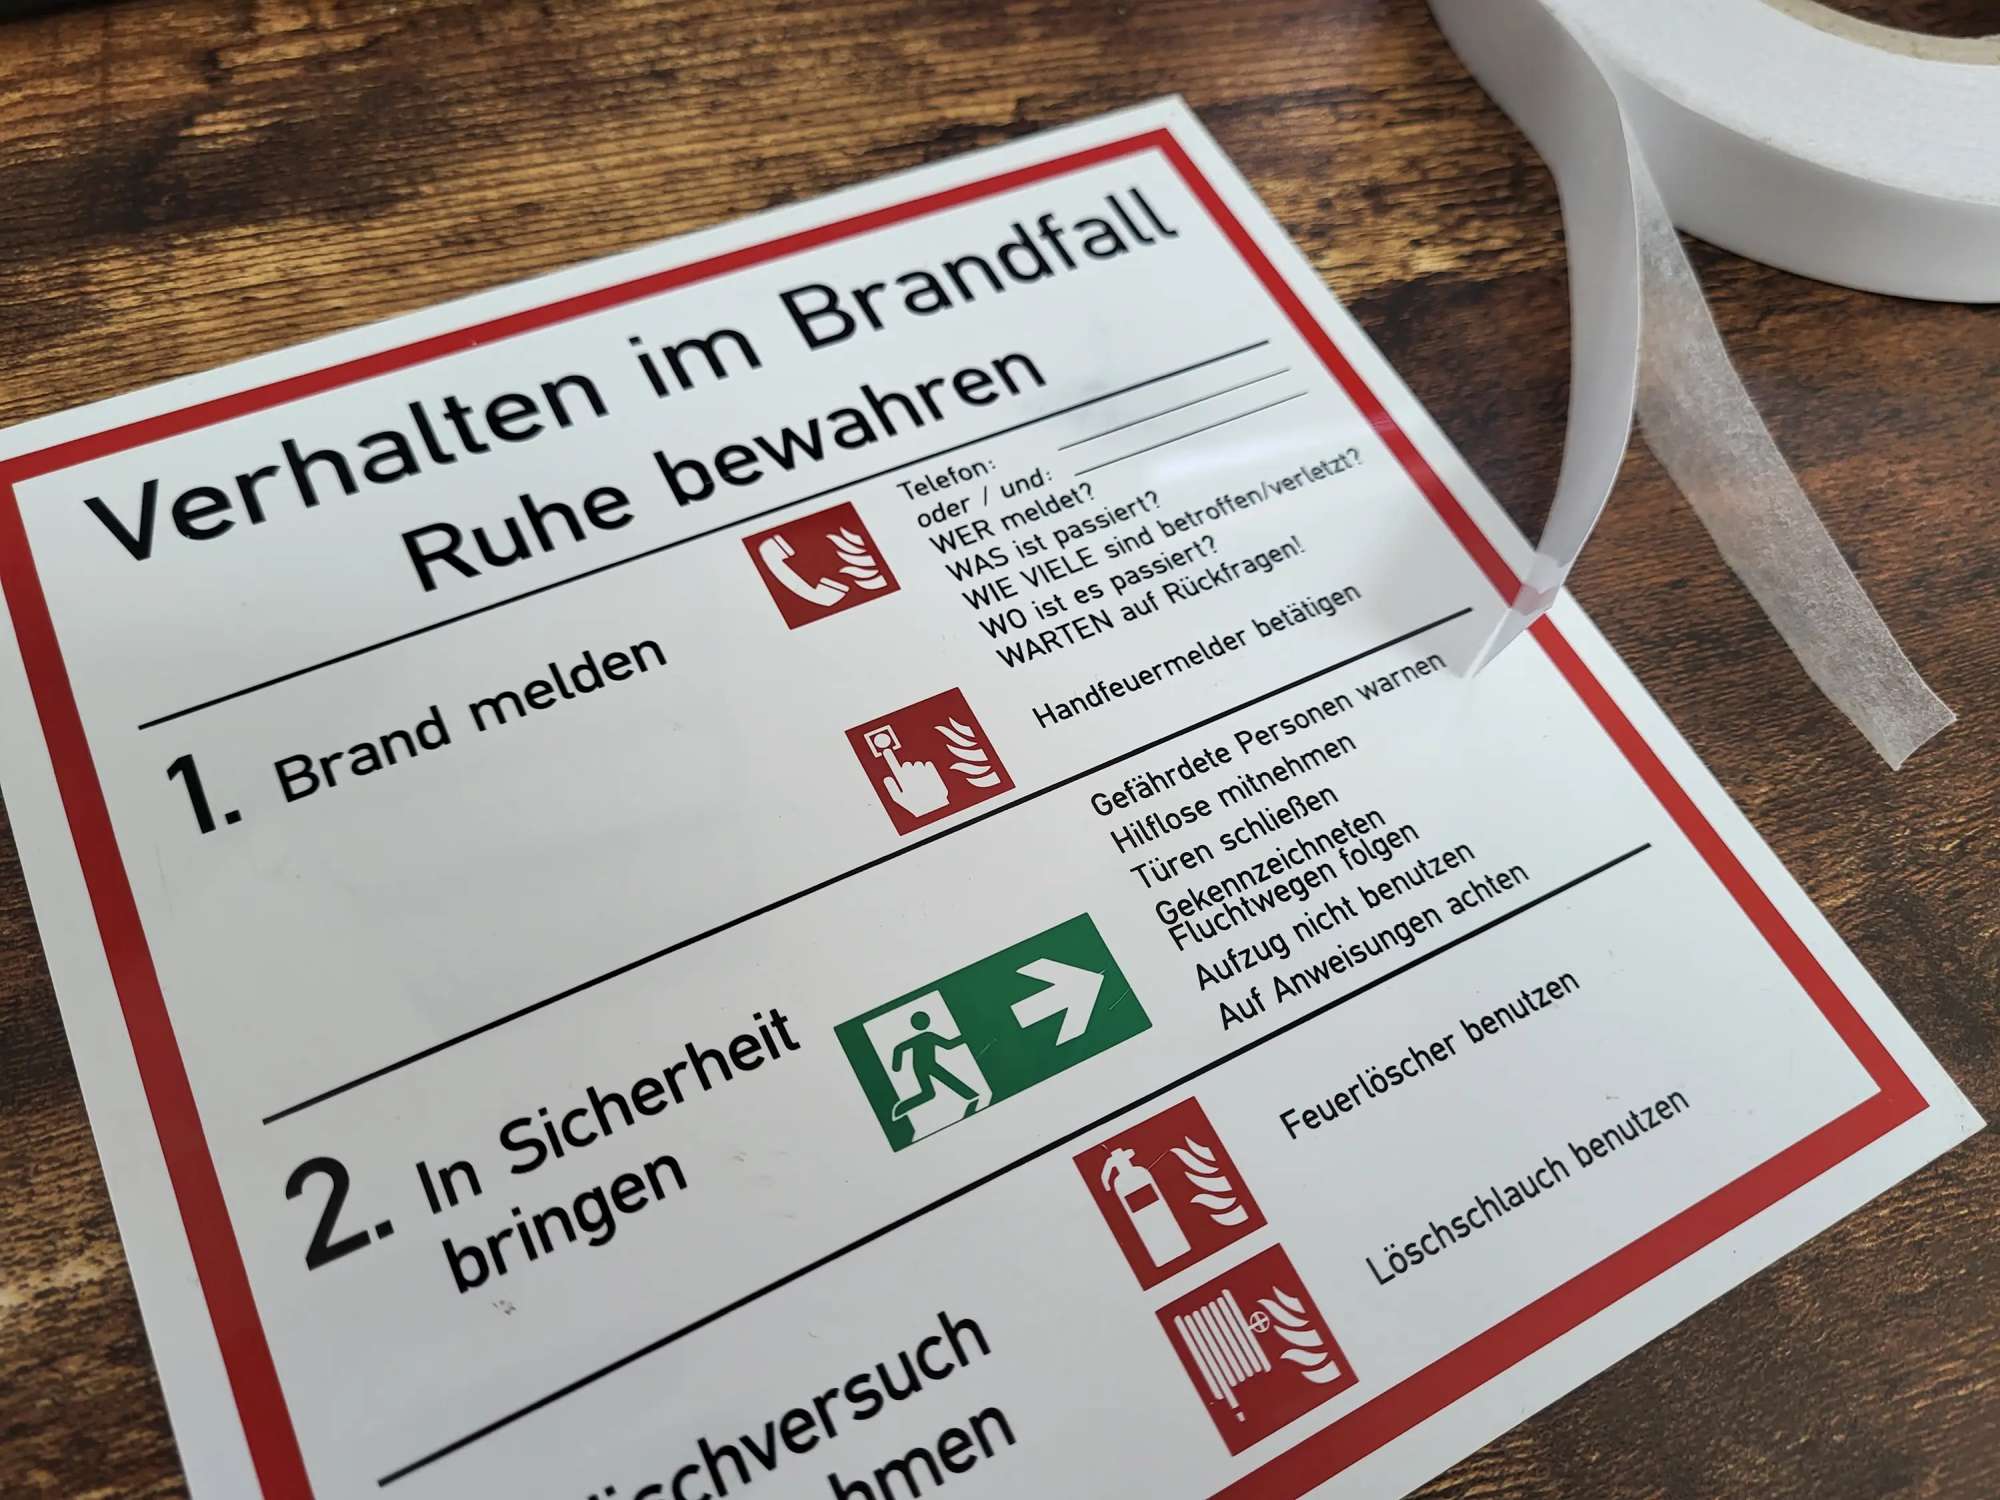 Verhalten im Brandfall
Ruhe bewahren
1. Brand melden
Telefon:
oder / und:
WER meldet?
WAS ist passiert?
WIE VIELE sind betroffen/verletzt?
WO ist es passiert?
WARTEN auf Rückfragen!
Handfeuermelder betätigen
2. In Sicherheit
bringen
Gefährdete Personen warnen
Hilflose mitnehmen
Türen schließen
Gekennzeichneten
Fluchtwegen folgen
Aufzug nicht benutzen
Auf Anweisungen achten
Feuerlöscher benutzen
Löschschlauch benutzen